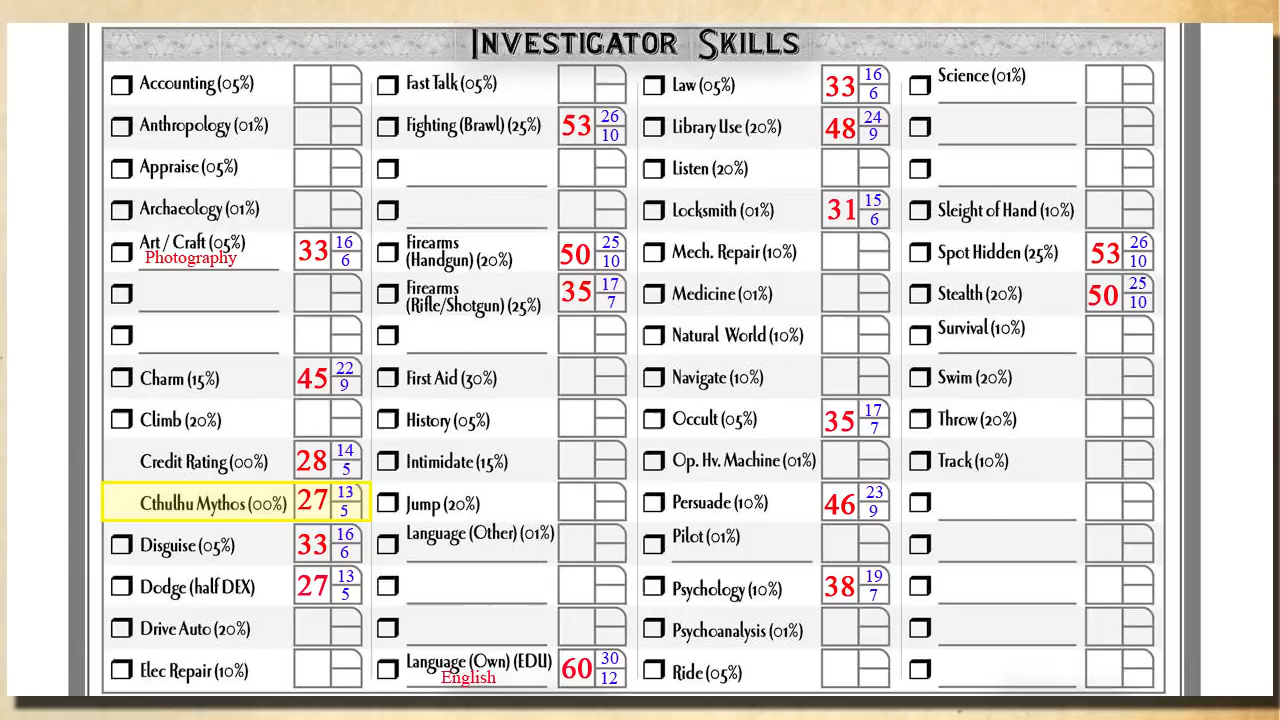 INVESTIGATOR SKILLS
Accounting (05%)
Anthropology (01%)
Appraise (05%)
Archaeology (01%)
Art / Craft (05%) 33 16 6
Photography
Charm (15%) 45 22 9
Climb (20%)
Credit Rating (00%) 28 14 5
Cthulhu Mythos (00%) 27 13 5
Disguise (05%) 33 16 6
Dodge (half DEX) 27 13 5
Drive Auto (20%)
Elec Repair (10%)
Fast Talk (05%)
Fighting (Brawl) (25%) 53 26 10
Firearms
(Handgun) (20%) 50 25 10
Firearms
(Rifle/Shotgun) (25%) 35 17 7
First Aid (30%)
History (05%)
Intimidate (15%)
Jump (20%)
Language (Other) (01%)
Language (Own) (EDU) 60 30 12
English
Law (05%) 33 16 6
Library Use (20%) 48 24 9
Listen (20%)
Locksmith (01%) 31 15 6
Mech. Repair (10%)
Medicine (01%)
Natural World (10%)
Navigate (10%)
Occult (05%) 35 17 7
Op. Hv. Machine (01%)
Persuade (10%) 46 23 9
Pilot (01%)
Psychology (10%) 38 19 7
Psychoanalysis (01%)
Ride (05%)
Science (01%)
Sleight of Hand (10%)
Spot Hidden (25%) 53 26 10
Stealth (20%) 50 25 10
Survival (10%)
Swim (20%)
Throw (20%)
Track (10%)